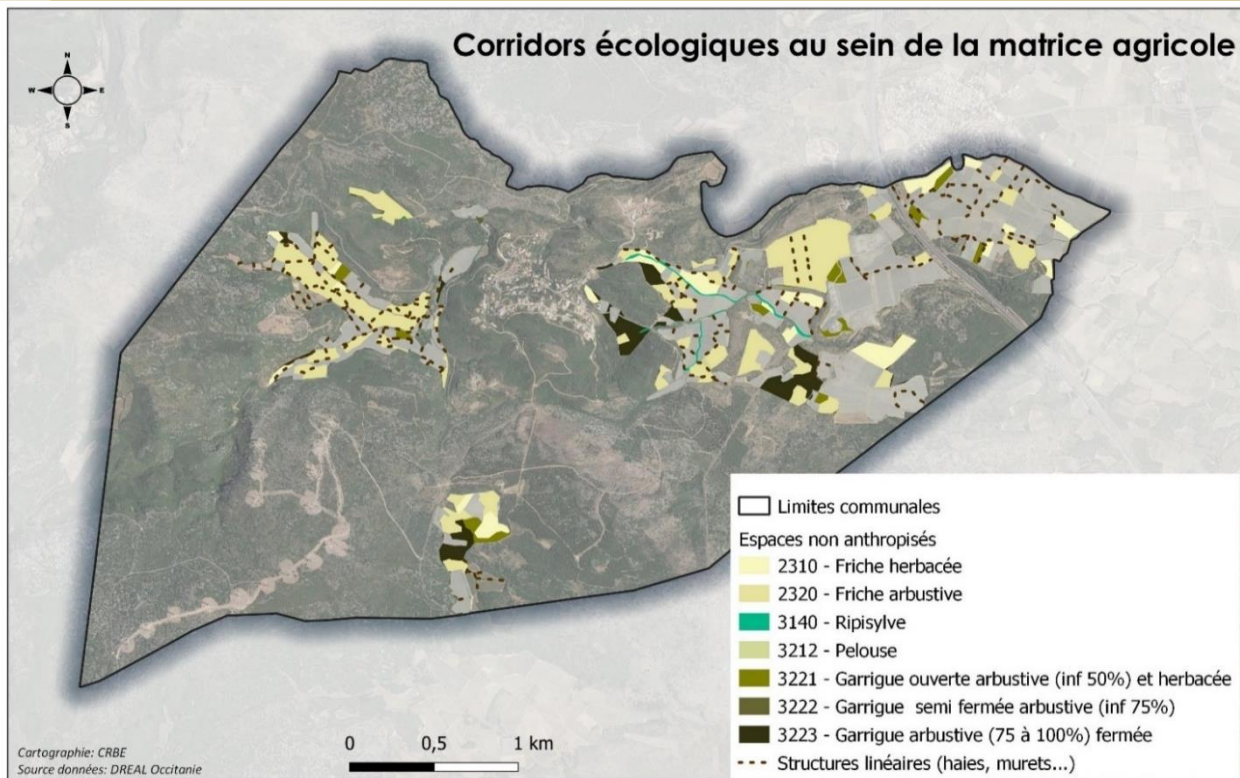 Corridors écologiques au sein de la matrice agricole
N
W E
S
Limites communales
Espaces non anthropisés
2310 - Friche herbacée
2320 - Friche arbustive
3140 - Ripisylve
3212 - Pelouse
3221 - Garrigue ouverte arbustive (inf 50%) et herbacée
3222 - Garrigue semi fermée arbustive (inf 75%)
3223 - Garrigue arbustive (75 à 100%) fermée
Structures linéaires (haies, murets...)
0 0,5 1 km
Cartographie: CRBE
Source données: DREAL Occitanie